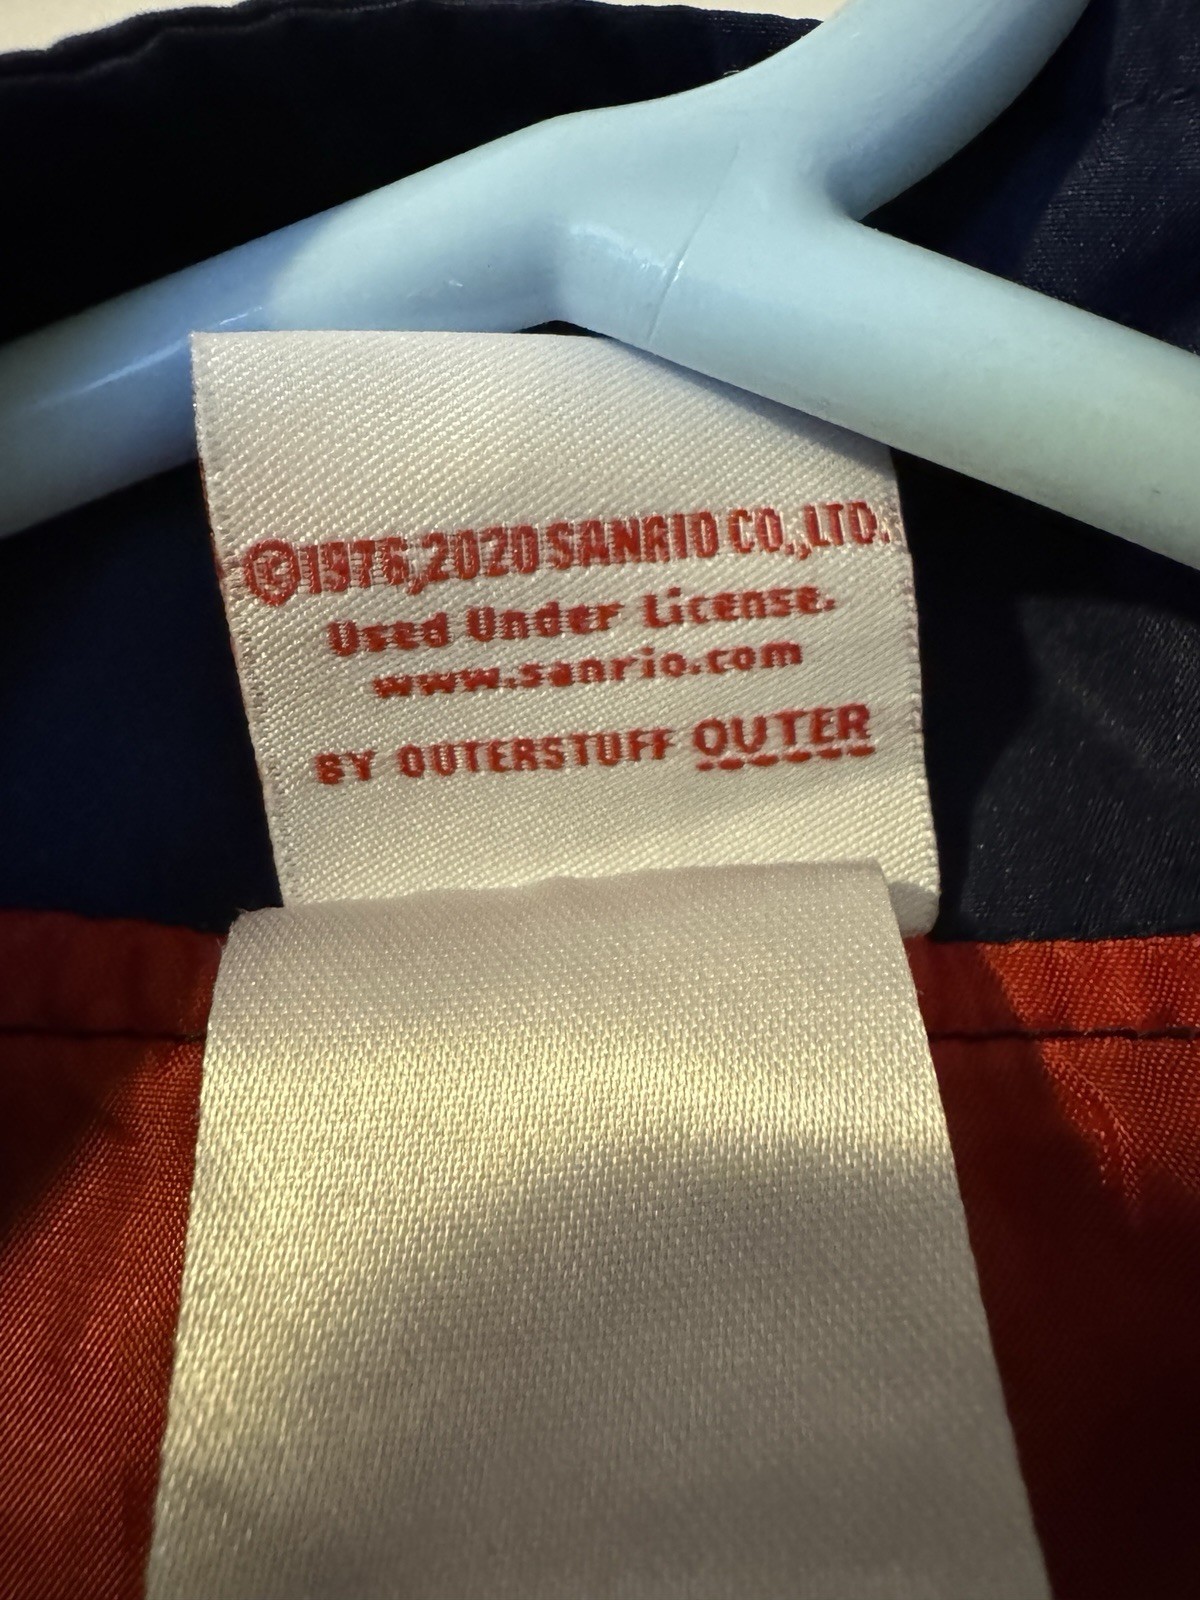 ©1976,2020 SANRIO CO.,LTD.
Used Under License.
www.sanrio.com
BY OUTERSTUFF OUTER